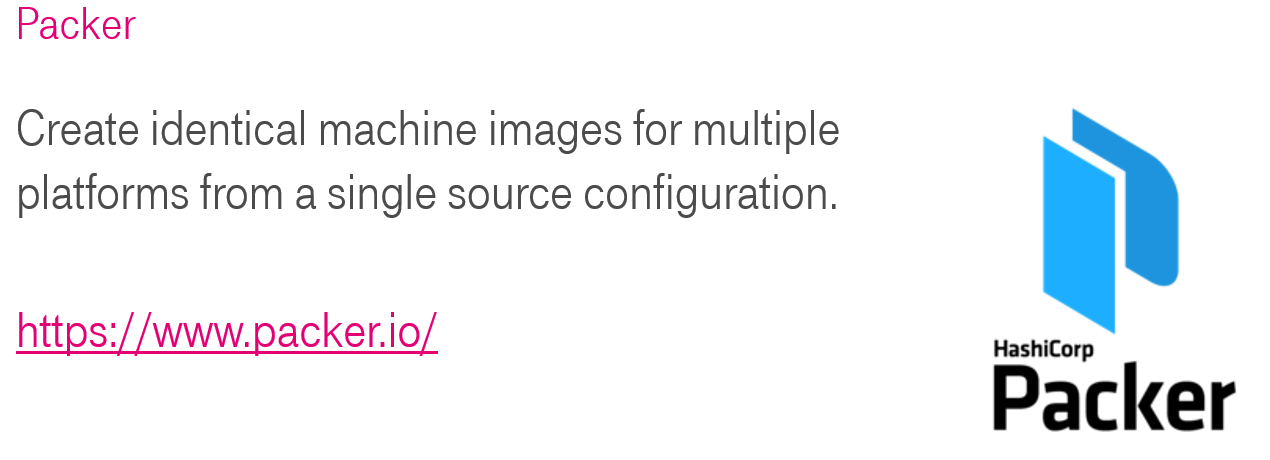 Packer
Create identical machine images for multiple
platforms from a single source configuration.
https://www.packer.io/
HashiCorp
Packer